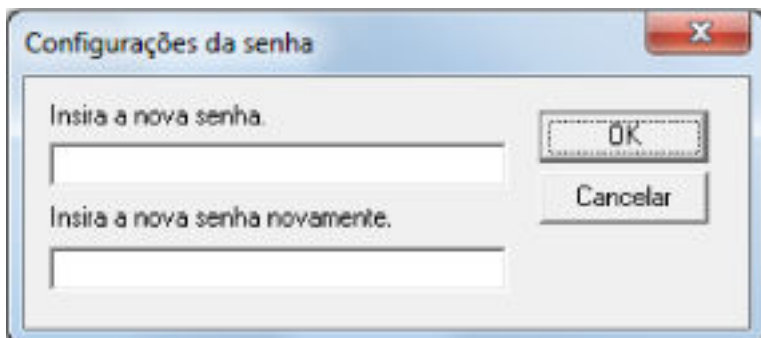 Configurações da senha
Insira a nova senha.
OK
Cancelar
Insira a nova senha novamente.